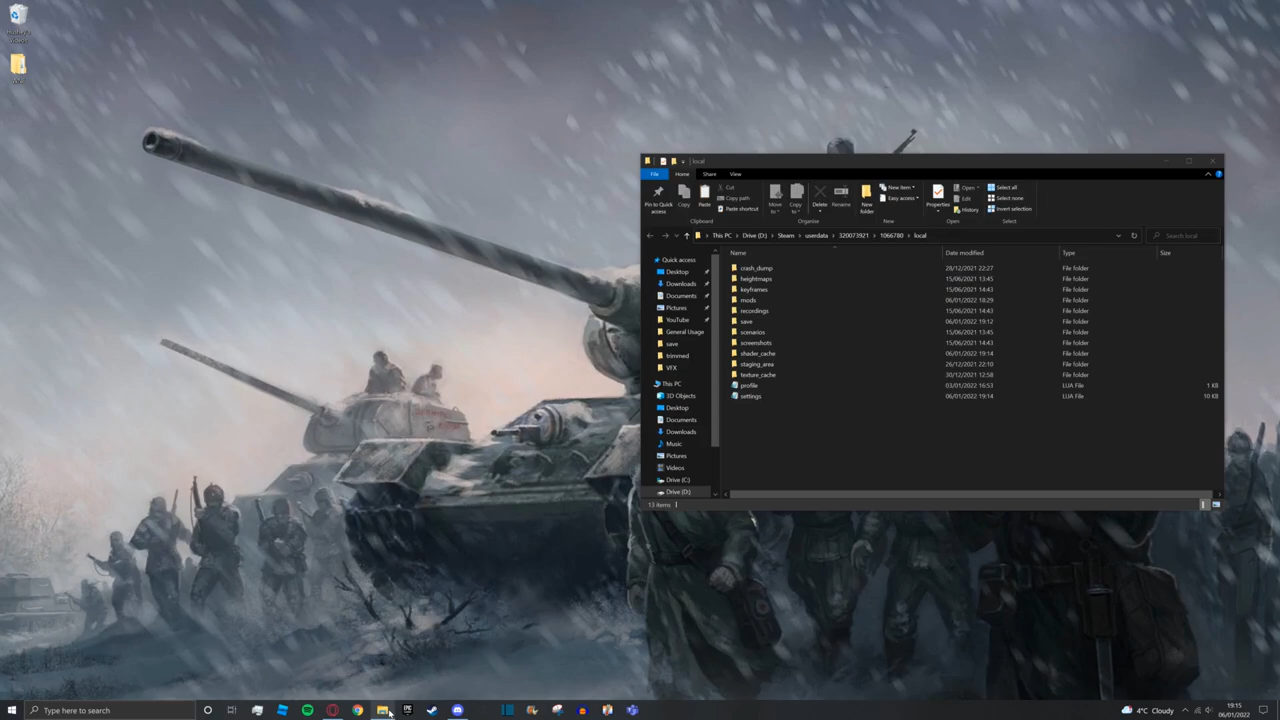 local
File
Home
Share
View
Pin to Quick access
Copy
Paste
Cut
Copy path
Paste shortcut
Clipboard
Move to
Copy to
Delete
Rename
Organise
New folder
New item
Easy access
New
Properties
Open
Edit
History
Open
Select all
Select none
Invert selection
Select
This PC > Drive (D:) > Steam > userdata > 320073921 > 1066780 > local
Search local
Name Date modified Type Size
Quick access
Desktop
Downloads
Documents
Pictures
YouTube
General Usage
save
trimmed
VFX
This PC
3D Objects
Desktop
Documents
Downloads
Music
Pictures
Videos
Drive (C:)
Drive (D:)
crash_dump 28/12/2021 22:27 File folder
heightmaps 15/06/2021 13:45 File folder
keyframes 15/06/2021 14:43 File folder
mods 06/01/2022 18:29 File folder
recordings 15/06/2021 14:43 File folder
save 06/01/2022 19:12 File folder
scenarios 15/06/2021 13:45 File folder
screenshots 15/06/2021 14:43 File folder
shader_cache 06/01/2022 19:14 File folder
staging_area 26/12/2021 22:10 File folder
texture_cache 30/12/2021 12:58 File folder
profile 03/01/2022 16:53 LUA File 1 KB
settings 06/01/2022 19:14 LUA File 10 KB
13 items
Type here to search
EPIC
4°C Cloudy
19:15
06/01/2022